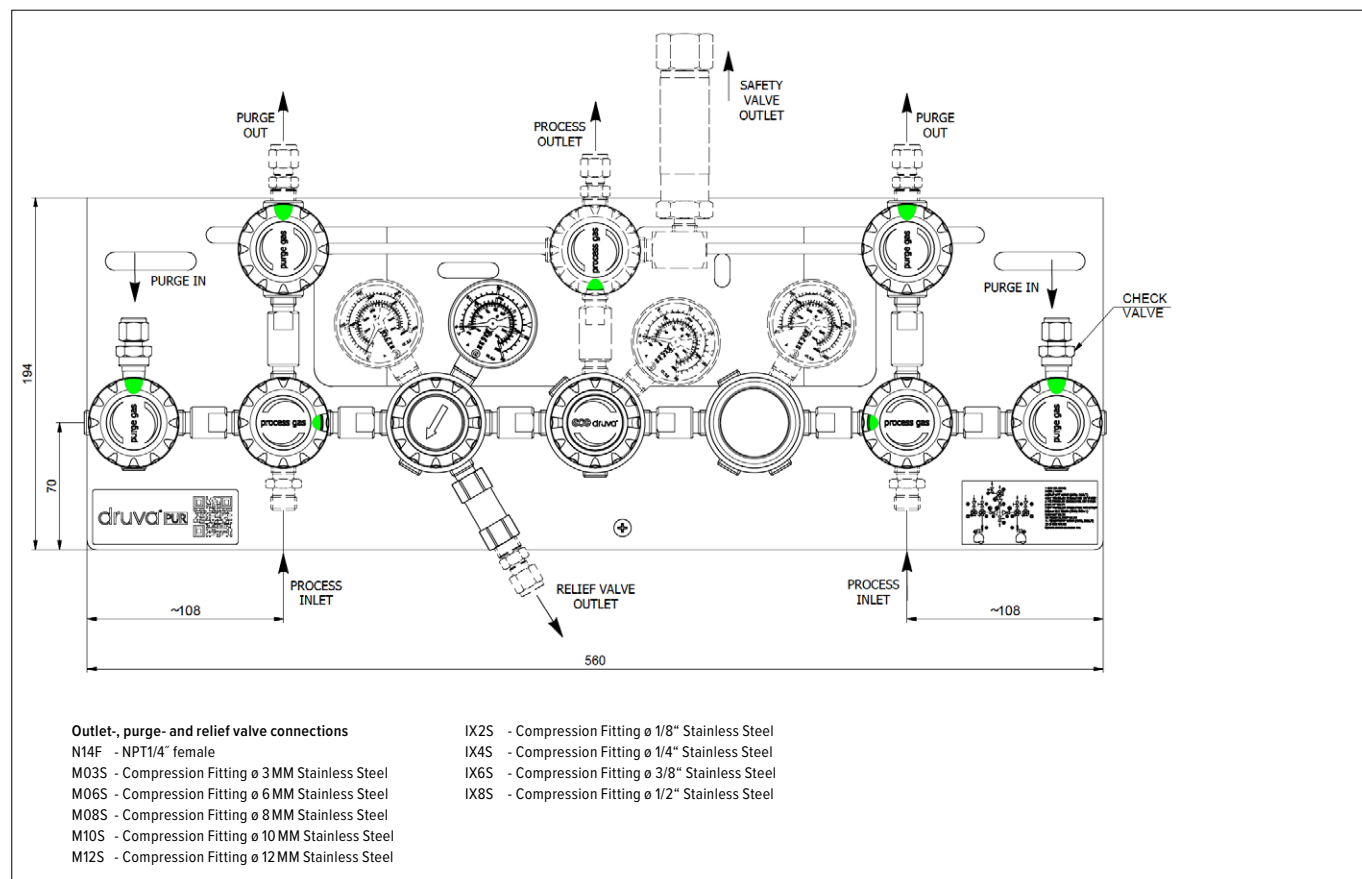 SAFETY
VALVE
OUTLET
PURGE
OUT
PROCESS
OUTLET
PURGE
OUT
purge gas
process gas
purge gas
PURGE IN
PURGE IN
CHECK
VALVE
194
70
purge gas
process gas
druva®
process gas
purge gas
druva® PUR
PROCESS
INLET
RELIEF VALVE
OUTLET
PROCESS
INLET
~108
~108
560
Outlet-, purge- and relief valve connections
N14F - NPT1/4˝ female
M03S - Compression Fitting ø 3 MM Stainless Steel
M06S - Compression Fitting ø 6 MM Stainless Steel
M08S - Compression Fitting ø 8 MM Stainless Steel
M10S - Compression Fitting ø 10 MM Stainless Steel
M12S - Compression Fitting ø 12 MM Stainless Steel
IX2S - Compression Fitting ø 1/8“ Stainless Steel
IX4S - Compression Fitting ø 1/4“ Stainless Steel
IX6S - Compression Fitting ø 3/8“ Stainless Steel
IX8S - Compression Fitting ø 1/2“ Stainless Steel